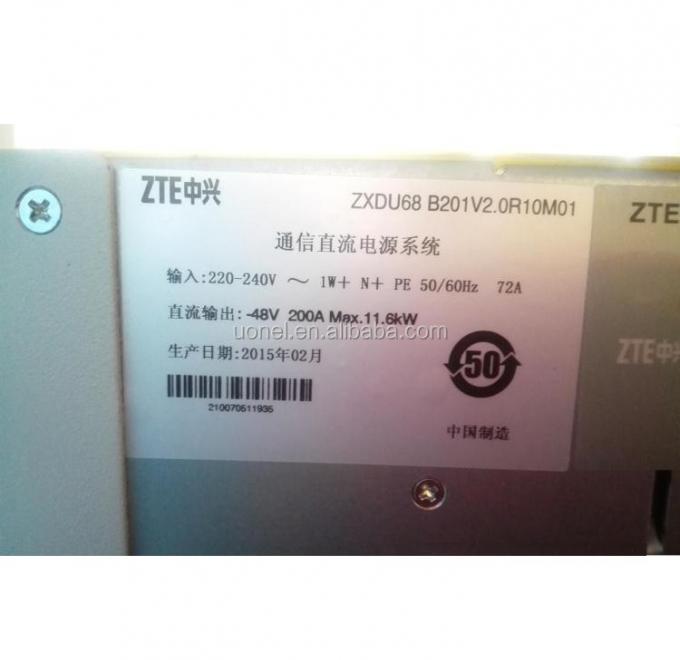 ZTE中兴
ZXDU68 B201V2.0R10M01
通信直流电源系统
输入:220-240V ～ 1W+ N+ PE 50/60Hz 72A
直流输出: -48V 200A Max.11.6kW
uonel.en.alibaba.com
生产日期:2015年02月
50
210070511935
中国制造
ZTE
ZTE中兴